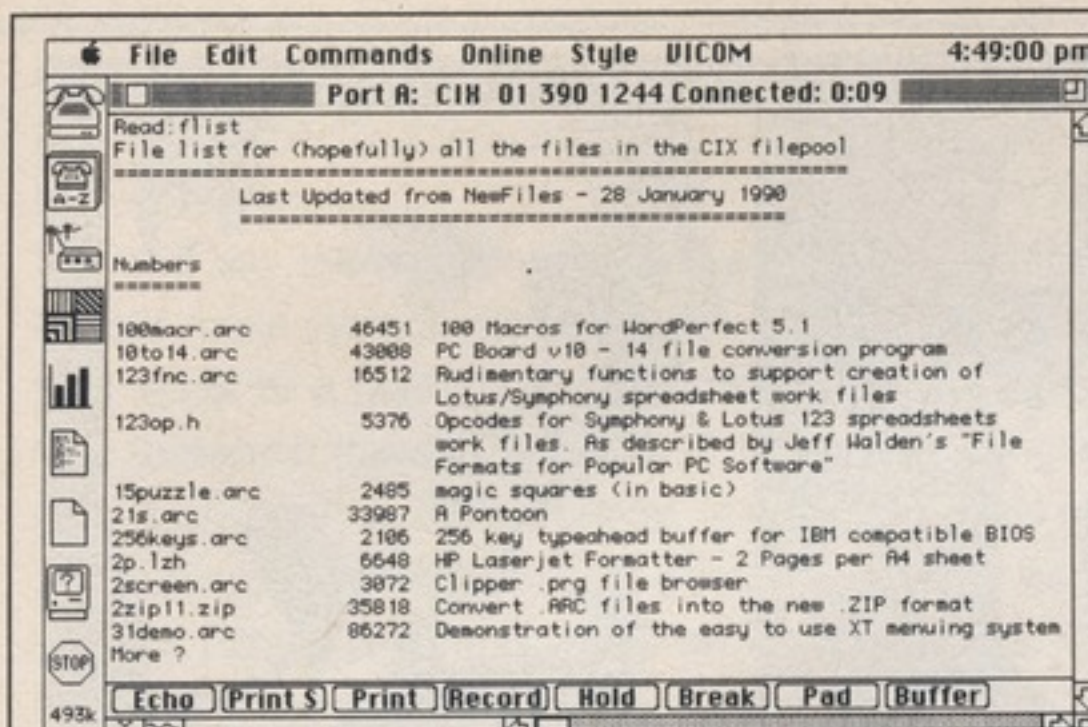 File Edit Commands Online Style VICOM 4:49:00 pm
Port A: CIX 01 390 1244 Connected: 0:09
Read:flist
File list for (hopefully) all the files in the CIX filepool
Last Updated from NewFiles - 28 January 1990
A-Z
Numbers
100macr.arc 46451 100 Macros for WordPerfect 5.1
10to14.arc 43008 PC Board v10 - 14 file conversion program
123fnc.arc 16512 Rudimentary functions to support creation of
Lotus/Symphony spreadsheet work files
123op.h 5376 Opcodes for Symphony & Lotus 123 spreadsheets
work files. As described by Jeff Walden's "File
Formats for Popular PC Software"
15puzzle.arc 2485 magic squares (in basic)
21s.arc 33987 A Pontoon
256keys.arc 2106 256 key typeahead buffer for IBM compatible BIOS
2p.lzh 6648 HP Laserjet Formatter - 2 Pages per A4 sheet
2screen.arc 3072 Clipper .prg file browser
2zip11.zip 35818 Convert .ARC files into the new .ZIP format
31demo.arc 86272 Demonstration of the easy to use XT menuing system
More ?
STOP
Echo Print S Print Record Hold Break Pad Buffer
493k